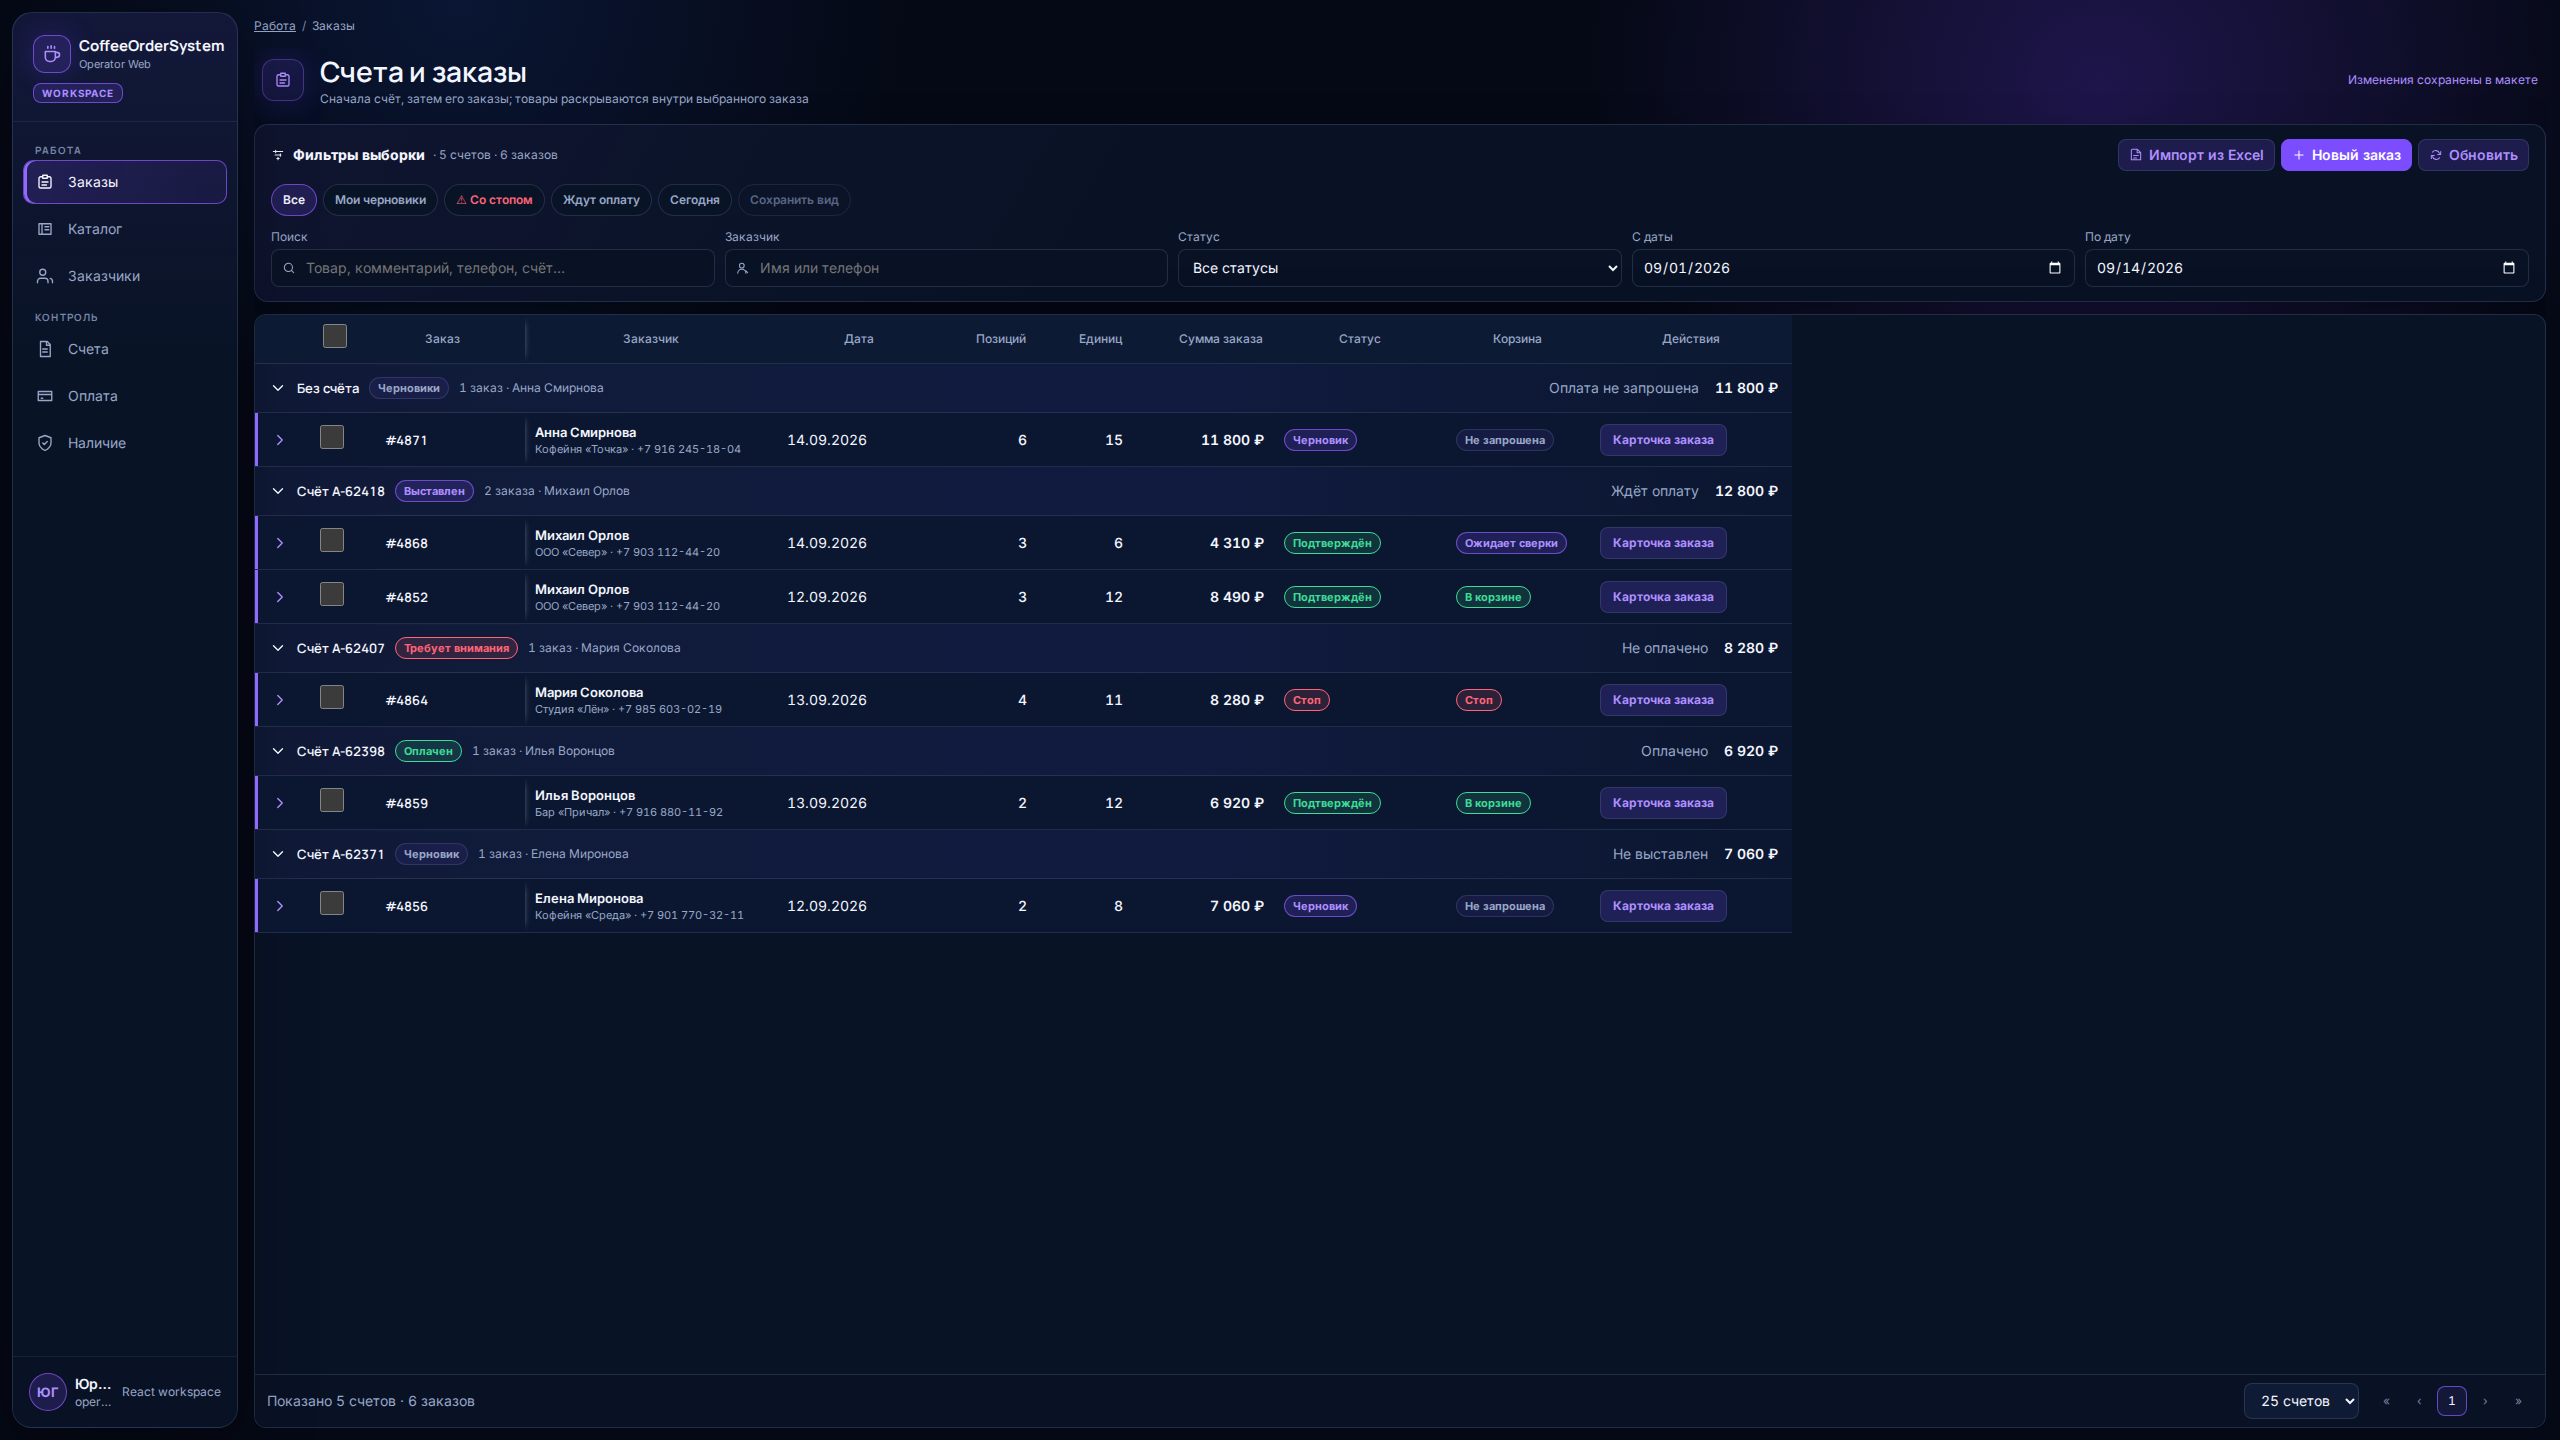 CoffeeOrderSystem
Operator Web
WORKSPACE
РАБОТА
Заказы
Каталог
Заказчики
КОНТРОЛЬ
Счета
Оплата
Наличие
ЮГ
Юр...
oper...
React workspace
Работа / Заказы
Счета и заказы
Сначала счёт, затем его заказы; товары раскрываются внутри выбранного заказа
Изменения сохранены в макете
Фильтры выборки · 5 счетов · 6 заказов
Импорт из Excel
+ Новый заказ
Обновить
Все
Мои черновики
⚠ Со стопом
Ждут оплату
Сегодня
Сохранить вид
Поиск
Заказчик
Статус
С даты
По дату
Товар, комментарий, телефон, счёт...
Имя или телефон
Все статусы
09/01/2026
09/14/2026
Заказ Заказчик Дата Позиций Единиц Сумма заказа Статус Корзина Действия
Без счёта Черновики 1 заказ · Анна Смирнова Оплата не запрошена 11 800 ₽
#4871 Анна Смирнова 14.09.2026 6 15 11 800 ₽ Черновик Не запрошена Карточка заказа
Кофейня «Точка» · +7 916 245-18-04
Счёт А-62418 Выставлен 2 заказа · Михаил Орлов Ждёт оплату 12 800 ₽
#4868 Михаил Орлов 14.09.2026 3 6 4 310 ₽ Подтверждён Ожидает сверки Карточка заказа
ООО «Север» · +7 903 112-44-20
#4852 Михаил Орлов 12.09.2026 3 12 8 490 ₽ Подтверждён В корзине Карточка заказа
ООО «Север» · +7 903 112-44-20
Счёт А-62407 Требует внимания 1 заказ · Мария Соколова Не оплачено 8 280 ₽
#4864 Мария Соколова 13.09.2026 4 11 8 280 ₽ Стоп Стоп Карточка заказа
Студия «Лён» · +7 985 603-02-19
Счёт А-62398 Оплачен 1 заказ · Илья Воронцов Оплачено 6 920 ₽
#4859 Илья Воронцов 13.09.2026 2 12 6 920 ₽ Подтверждён В корзине Карточка заказа
Бар «Причал» · +7 916 880-11-92
Счёт А-62371 Черновик 1 заказ · Елена Миронова Не выставлен 7 060 ₽
#4856 Елена Миронова 12.09.2026 2 8 7 060 ₽ Черновик Не запрошена Карточка заказа
Кофейня «Среда» · +7 901 770-32-11
Показано 5 счетов · 6 заказов
25 счетов « ‹ 1 › »